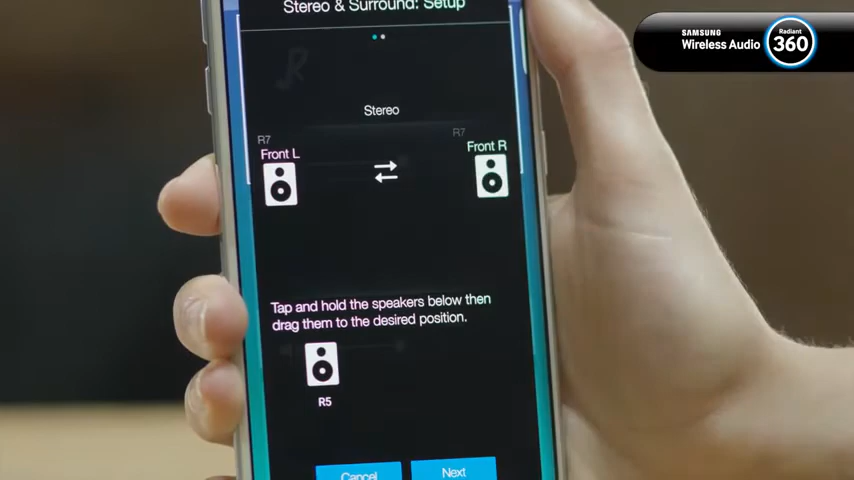 Stereo & Surround: Setup
SAMSUNG
Wireless Audio
Radiant
360
Stereo
R7
R7
Front L
Front R
Tap and hold the speakers below then
drag them to the desired position.
R5
Cancel
Next